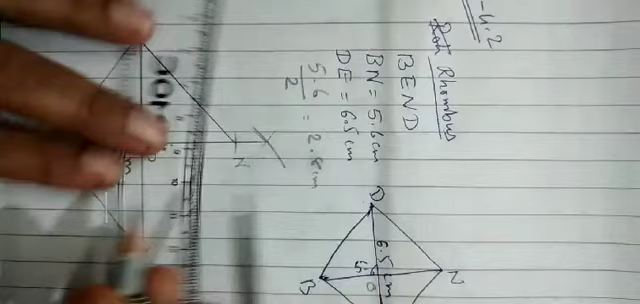 -4.2
Rhombus
BEND
BN = 5.6 cm
DE = 6.5 cm
5.6/2 = 2.8 cm
D
6.5 cm
5.
O
B
N
N